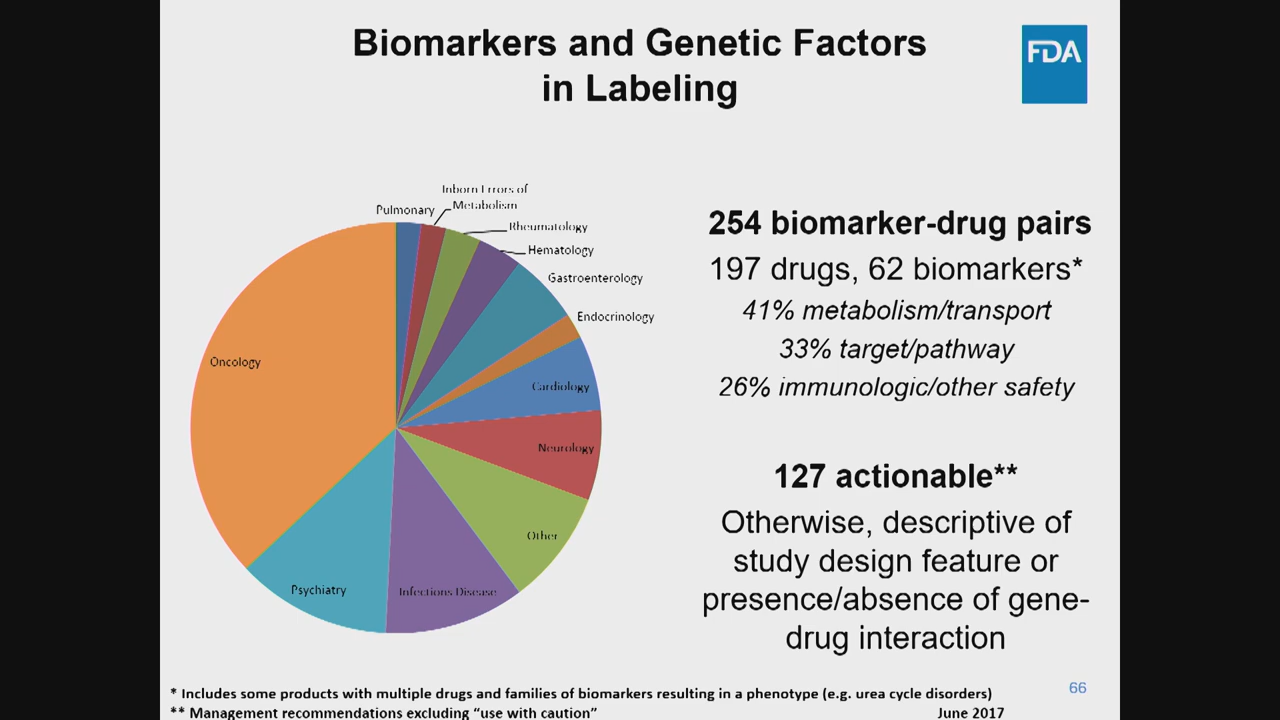 Biomarkers and Genetic Factors
in Labeling
FDA
Inborn Errors of
Metabolism
Pulmonary
Rheumatology
Hematology
Gastroenterology
Endocrinology
Oncology
Cardiology
Neurology
Other
Psychiatry
Infections Disease
254 biomarker-drug pairs
197 drugs, 62 biomarkers*
41% metabolism/transport
33% target/pathway
26% immunologic/other safety
127 actionable**
Otherwise, descriptive of
study design feature or
presence/absence of gene-
drug interaction
* Includes some products with multiple drugs and families of biomarkers resulting in a phenotype (e.g. urea cycle disorders)
** Management recommendations excluding “use with caution”
June 2017
66